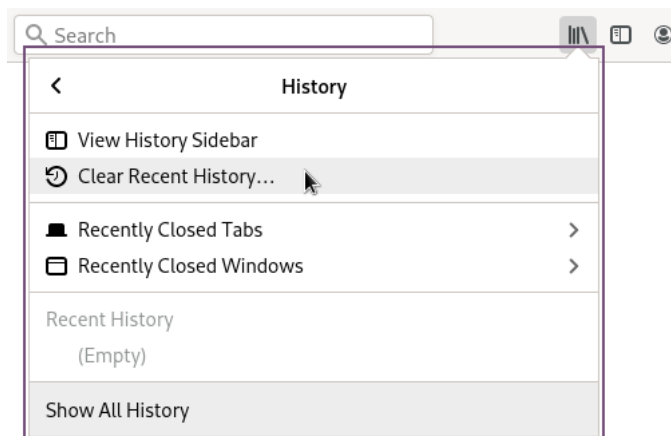 Search
History
View History Sidebar
Clear Recent History...
Recently Closed Tabs
Recently Closed Windows
Recent History
(Empty)
Show All History